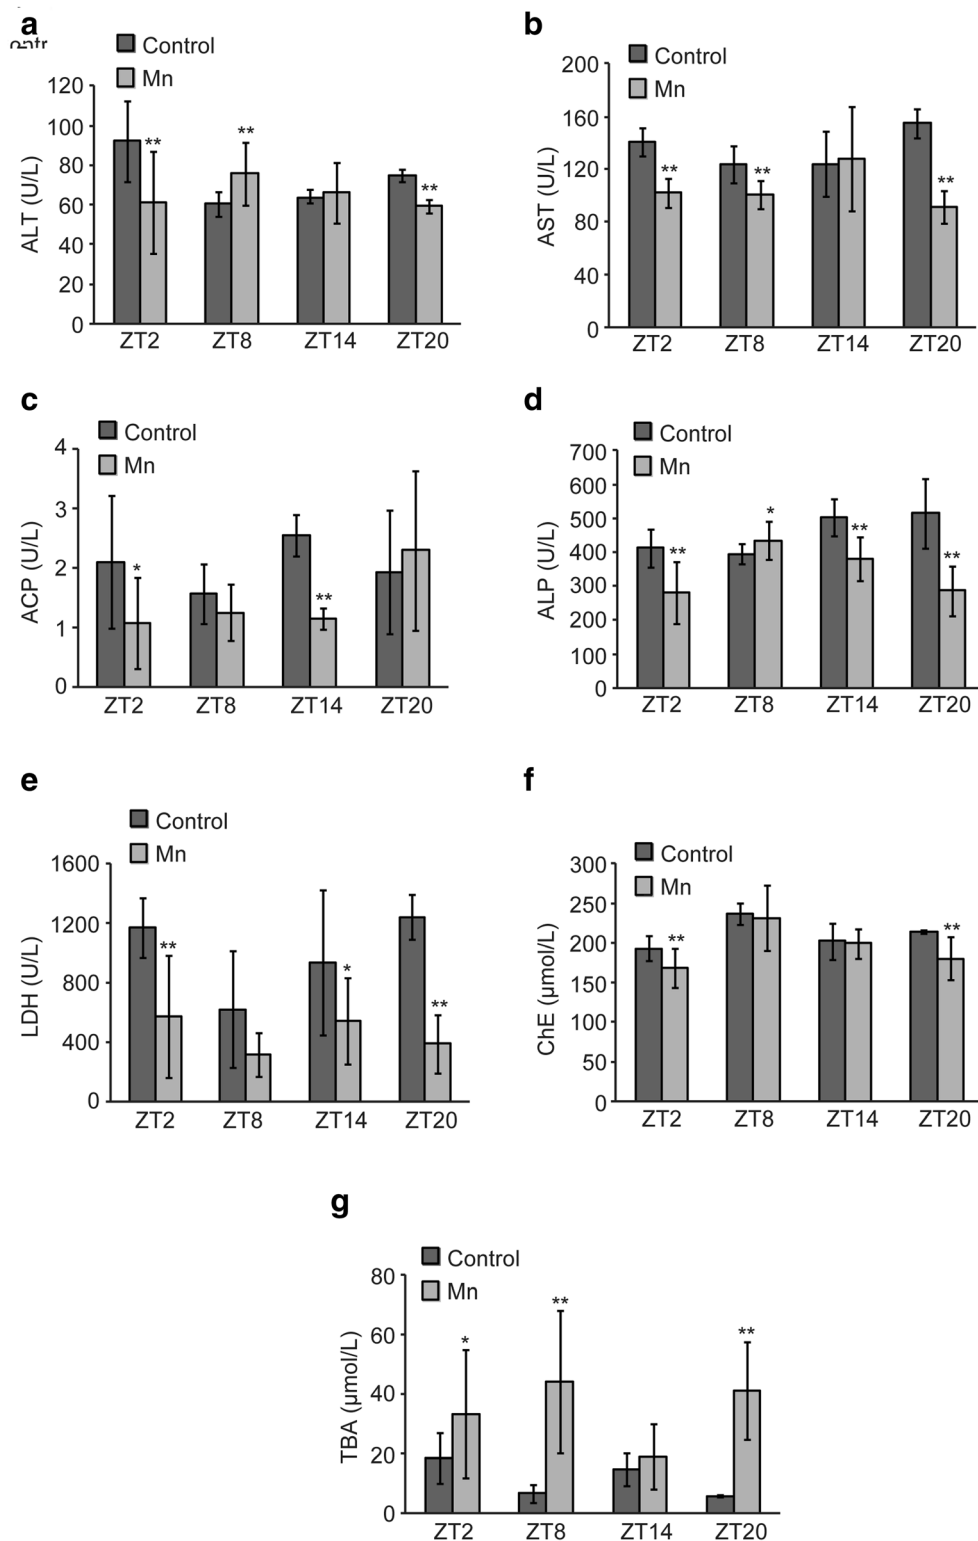 a
Control
Mn
ALT (U/L)
120
100
80
60
40
20
0
** ** **
ZT2 ZT8 ZT14 ZT20
b
Control
Mn
AST (U/L)
200
160
120
80
40
0
** ** **
ZT2 ZT8 ZT14 ZT20
c
Control
Mn
ACP (U/L)
4
3
2
1
0
* **
ZT2 ZT8 ZT14 ZT20
d
Control
Mn
ALP (U/L)
700
600
500
400
300
200
100
0
** * ** **
ZT2 ZT8 ZT14 ZT20
e
Control
Mn
LDH (U/L)
1600
1200
800
400
0
** * **
ZT2 ZT8 ZT14 ZT20
f
Control
Mn
ChE (μmol/L)
300
250
200
150
100
50
0
** **
ZT2 ZT8 ZT14 ZT20
g
Control
Mn
TBA (μmol/L)
80
60
40
20
0
* ** **
ZT2 ZT8 ZT14 ZT20